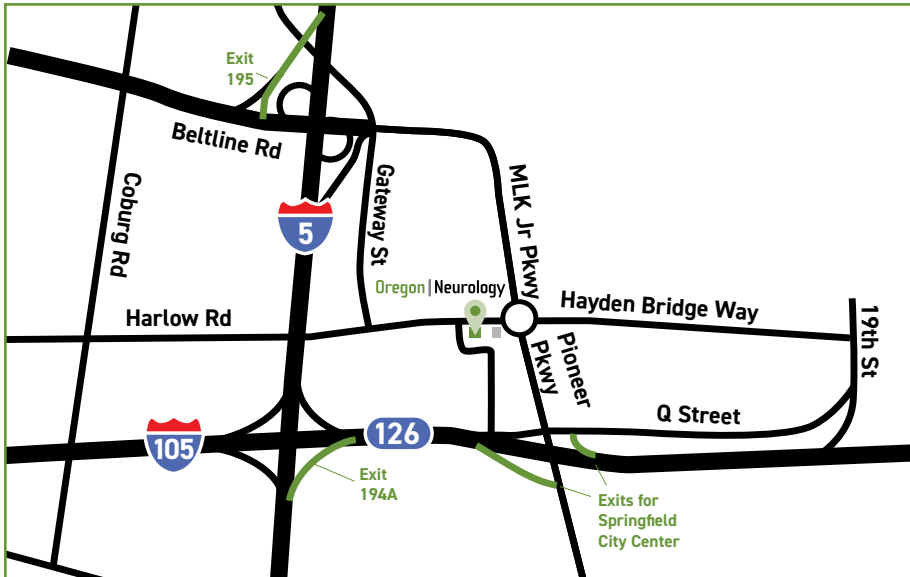 Exit
195
Beltline Rd
Coburg Rd
Gateway St
MLK Jr Pkwy
5
Oregon | Neurology
Harlow Rd
Hayden Bridge Way
19th St
Pioneer
Pkwy
Q Street
126
105
Exit
194A
Exits for
Springfield
City Center